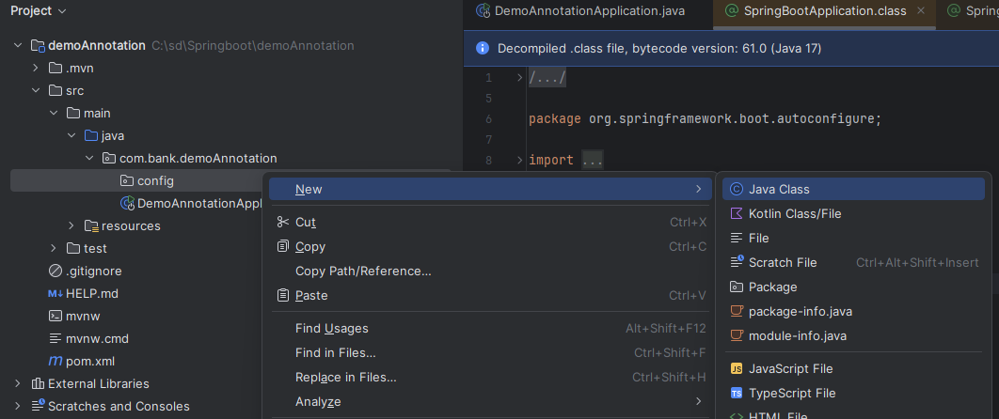 Project
demoAnnotation C:\sd\Springboot\demoAnnotation
.mvn
src
main
java
com.bank.demoAnnotation
config
DemoAnnotationAppl
resources
test
.gitignore
M↓ HELP.md
mvnw
mvnw.cmd
m pom.xml
External Libraries
Scratches and Consoles
DemoAnnotationApplication.java
SpringBootApplication.class
Spring
Decompiled .class file, bytecode version: 61.0 (Java 17)
1 /.../
5
6 package org.springframework.boot.autoconfigure;
7
8 import ...
New
Cut Ctrl+X
Copy Ctrl+C
Copy Path/Reference...
Paste Ctrl+V
Find Usages Alt+Shift+F12
Find in Files... Ctrl+Shift+F
Replace in Files... Ctrl+Shift+H
Analyze
Java Class
Kotlin Class/File
File
Scratch File Ctrl+Alt+Shift+Insert
Package
package-info.java
module-info.java
JS JavaScript File
TS TypeScript File
HTML File